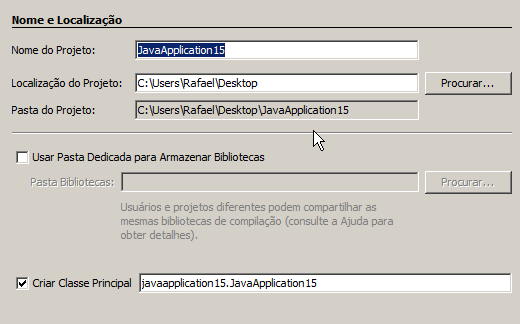 Nome e Localização
Nome do Projeto: JavaApplication15
Localização do Projeto: C:\Users\Rafael\Desktop Procurar...
Pasta do Projeto: C:\Users\Rafael\Desktop\JavaApplication15
Usar Pasta Dedicada para Armazenar Bibliotecas
Pasta Bibliotecas: Procurar...
Usuários e projetos diferentes podem compartilhar as
mesmas bibliotecas de compilação (consulte a Ajuda para
obter detalhes).
Criar Classe Principal javaapplication15.JavaApplication15